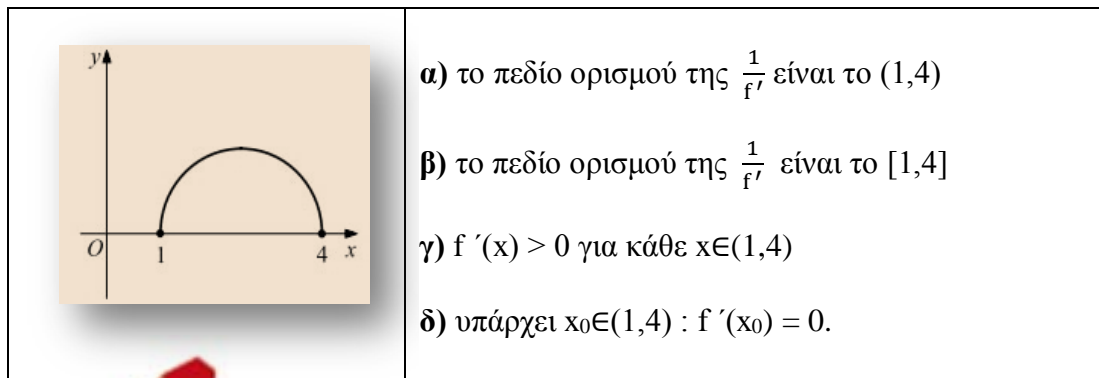 y
O 1 4 x
α) το πεδίο ορισμού της 1/f′ είναι το (1,4)
β) το πεδίο ορισμού της 1/f′ είναι το [1,4]
γ) f ´(x) > 0 για κάθε x∈(1,4)
δ) υπάρχει x₀∈(1,4) : f ´(x₀) = 0.